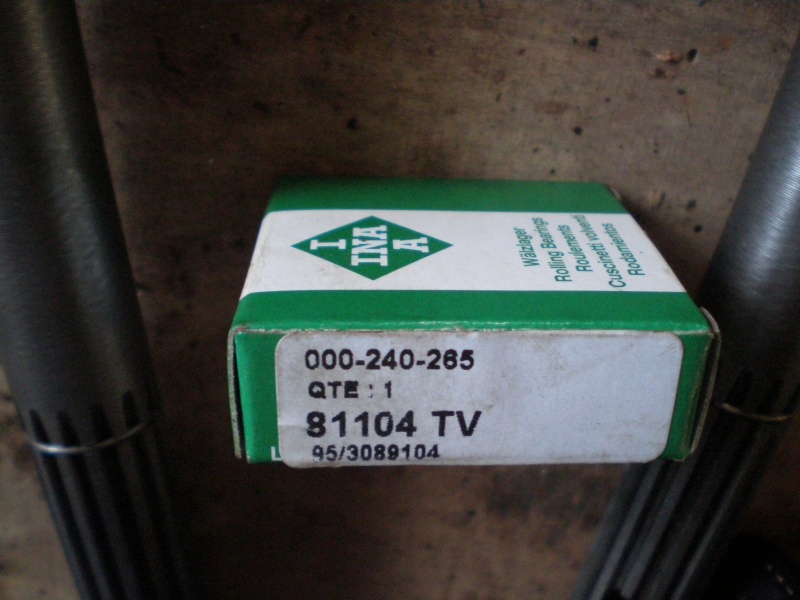 I
INA
A
Wälzlager
Rolling Bearings
Roulements
Cuscinetti volventi
Rodamientos
000-240-265
QTE : 1
81104 TV
95/3089104